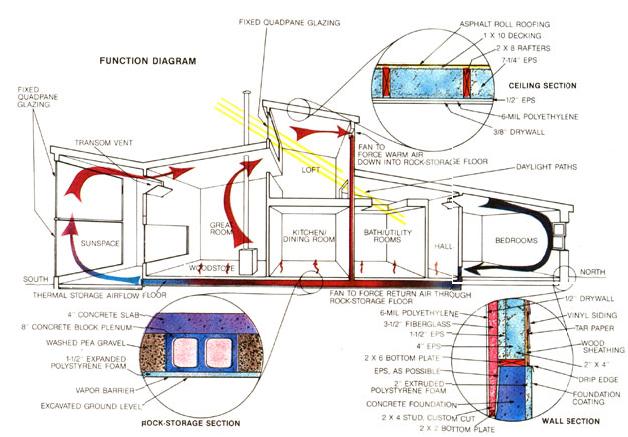 FIXED QUADPANE GLAZING
ASPHALT ROLL ROOFING
1 X 10 DECKING
2 X 8 RAFTERS
7-1/4" EPS
CEILING SECTION
1/2" EPS
6-MIL POLYETHYLENE
3/8" DRYWALL
FUNCTION DIAGRAM
FIXED
QUADPANE
GLAZING
TRANSOM VENT
FAN TO
FORCE WARM AIR
DOWN INTO ROCK-STORAGE FLOOR
LOFT
DAYLIGHT PATHS
SUNSPACE
GREAT
ROOM
KITCHEN/
DINING ROOM
BATH/UTILITY
ROOMS
HALL
BEDROOMS
WOODSTOVE
SOUTH
NORTH
THERMAL STORAGE AIRFLOW FLOOR
FAN TO FORCE RETURN AIR THROUGH
ROCK-STORAGE FLOOR
4" CONCRETE SLAB
8" CONCRETE BLOCK PLENUM
WASHED PEA GRAVEL
1-1/2" EXPANDED
POLYSTYRENE FOAM
VAPOR BARRIER
EXCAVATED GROUND LEVEL
ROCK-STORAGE SECTION
6-MIL POLYETHYLENE
3-1/2" FIBERGLASS
1-1/2" EPS
4" EPS
2 X 6 BOTTOM PLATE
EPS, AS POSSIBLE
2" EXTRUDED
POLYSTYRENE FOAM
CONCRETE FOUNDATION
2 X 4 STUD, CUSTOM CUT
2 X 2 BOTTOM PLATE
1/2" DRYWALL
VINYL SIDING
TAR PAPER
WOOD
SHEATHING
2" X 4"
DRIP EDGE
FOUNDATION
COATING
WALL SECTION